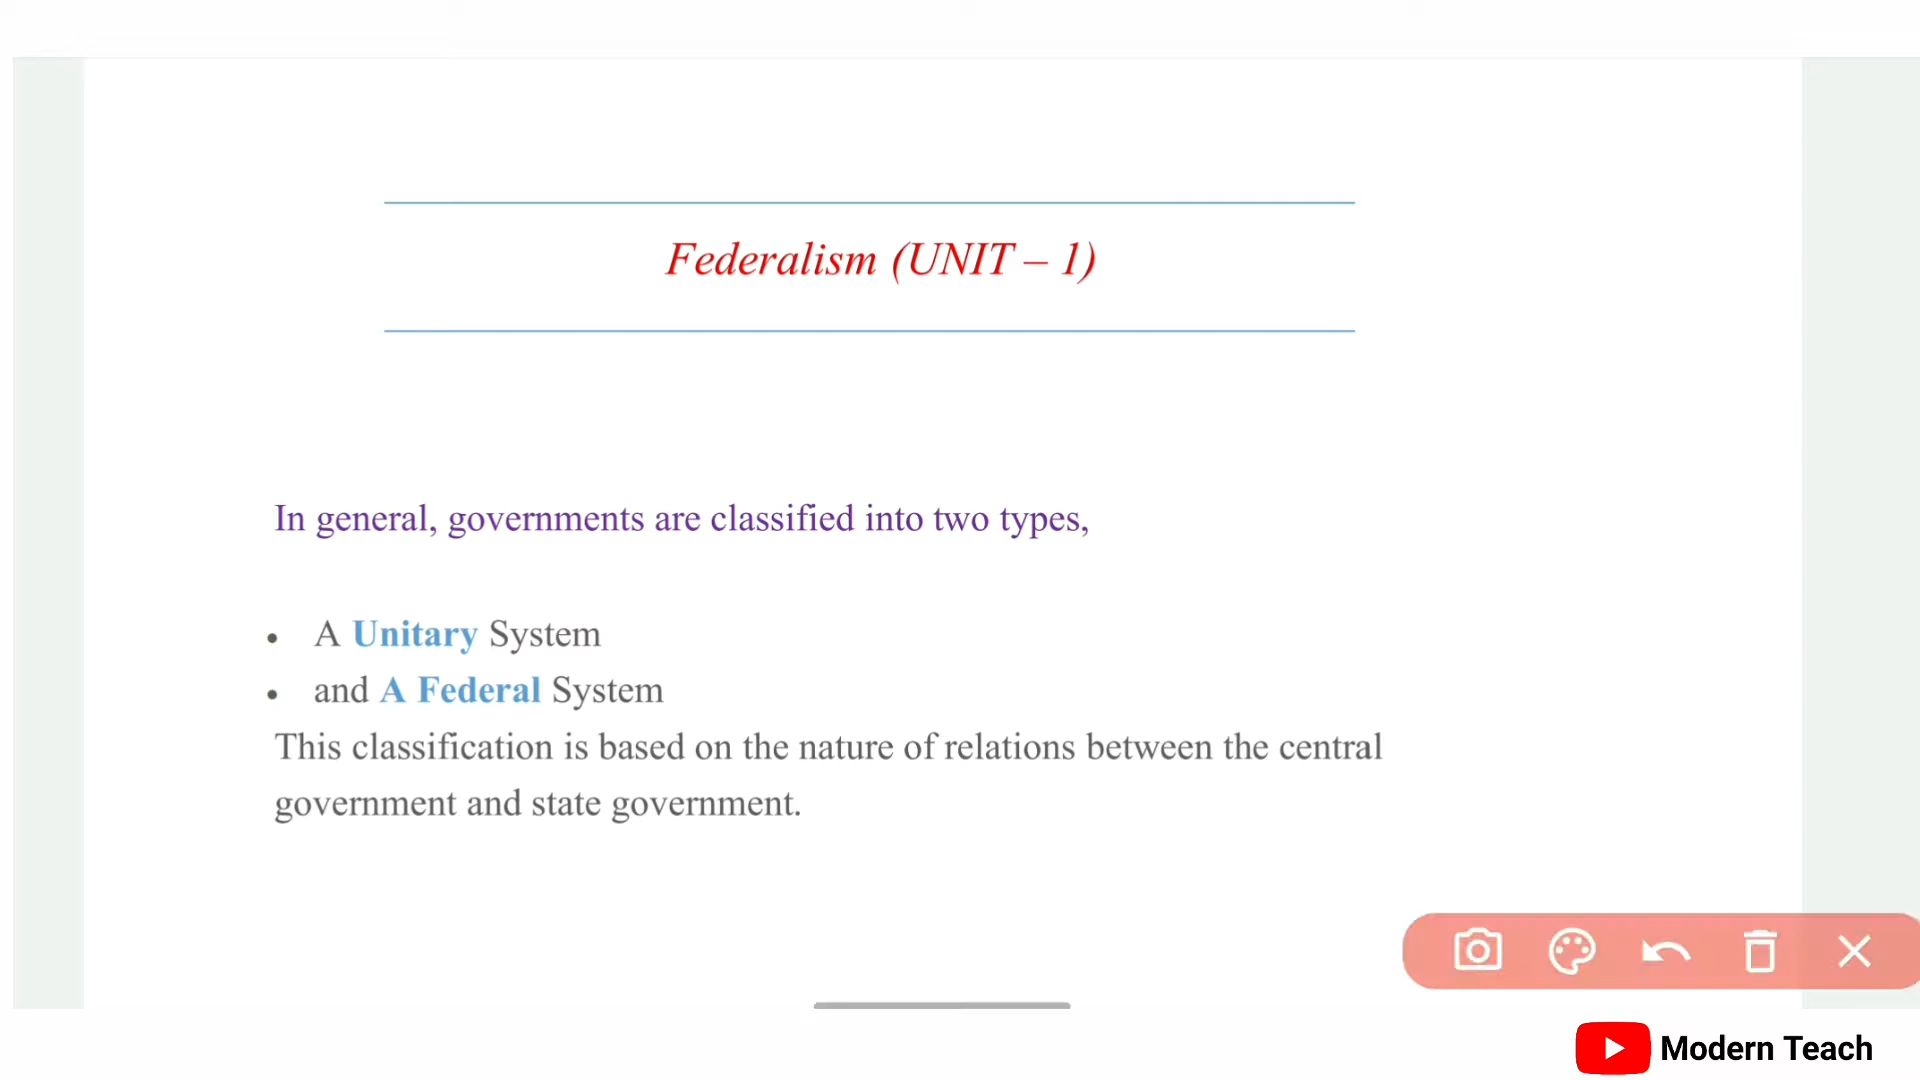 Federalism (UNIT – 1)
In general, governments are classified into two types,
• A Unitary System
• and A Federal System
This classification is based on the nature of relations between the central
government and state government.
Modern Teach